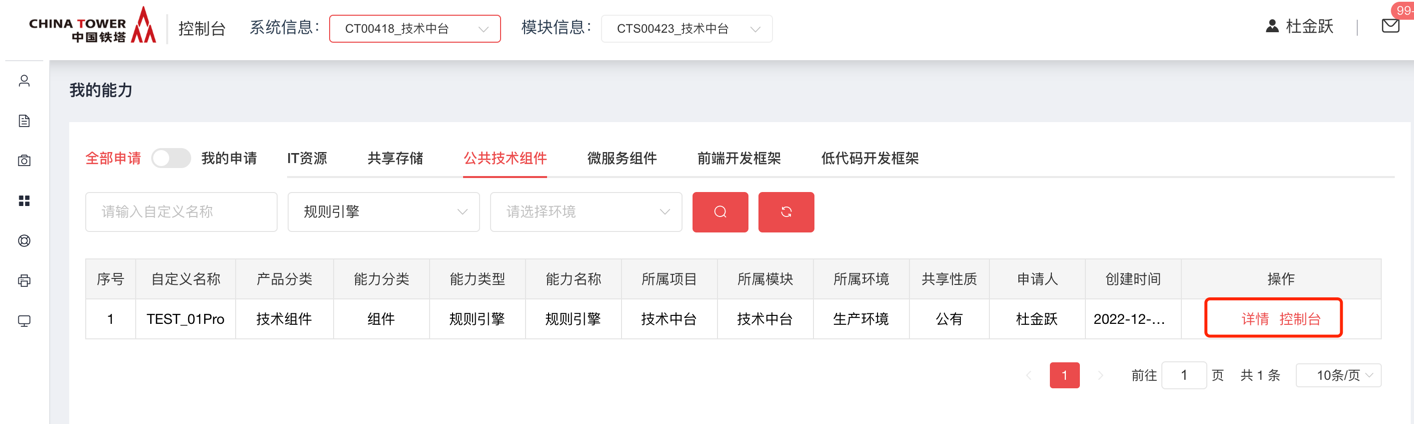 CHINA TOWER
中国铁塔
控制台 系统信息： CT00418_技术中台 模块信息： CTS00423_技术中台 杜金跃 99
我的能力
全部申请 我的申请 IT资源 共享存储 公共技术组件 微服务组件 前端开发框架 低代码开发框架
请输入自定义名称 规则引擎 请选择环境
序号 自定义名称 产品分类 能力分类 能力类型 能力名称 所属项目 所属模块 所属环境 共享性质 申请人 创建时间 操作
1 TEST_01Pro 技术组件 组件 规则引擎 规则引擎 技术中台 技术中台 生产环境 公有 杜金跃 2022-12-... 详情 控制台
1 前往 1 页 共 1 条 10条/页